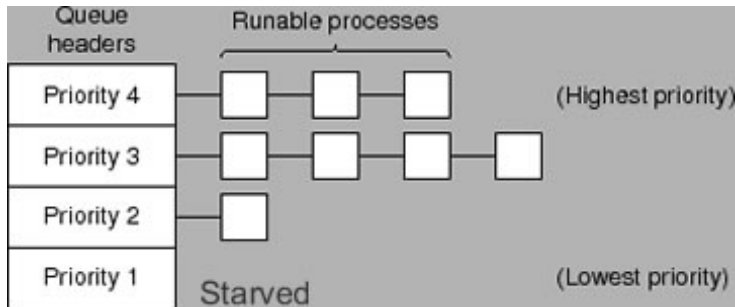 Queue
headers
Runable processes
Priority 4
(Highest priority)
Priority 3
Priority 2
Priority 1
Starved
(Lowest priority)